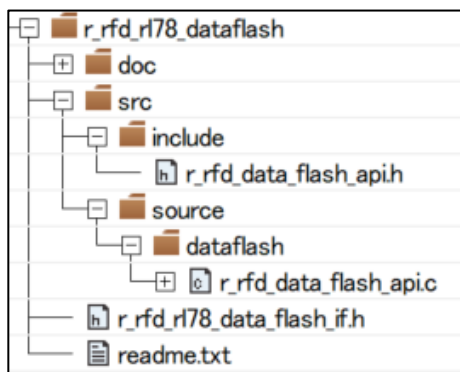 r_rfd_rl78_dataflash
doc
src
include
r_rfd_data_flash_api.h
source
dataflash
r_rfd_data_flash_api.c
r_rfd_rl78_data_flash_if.h
readme.txt